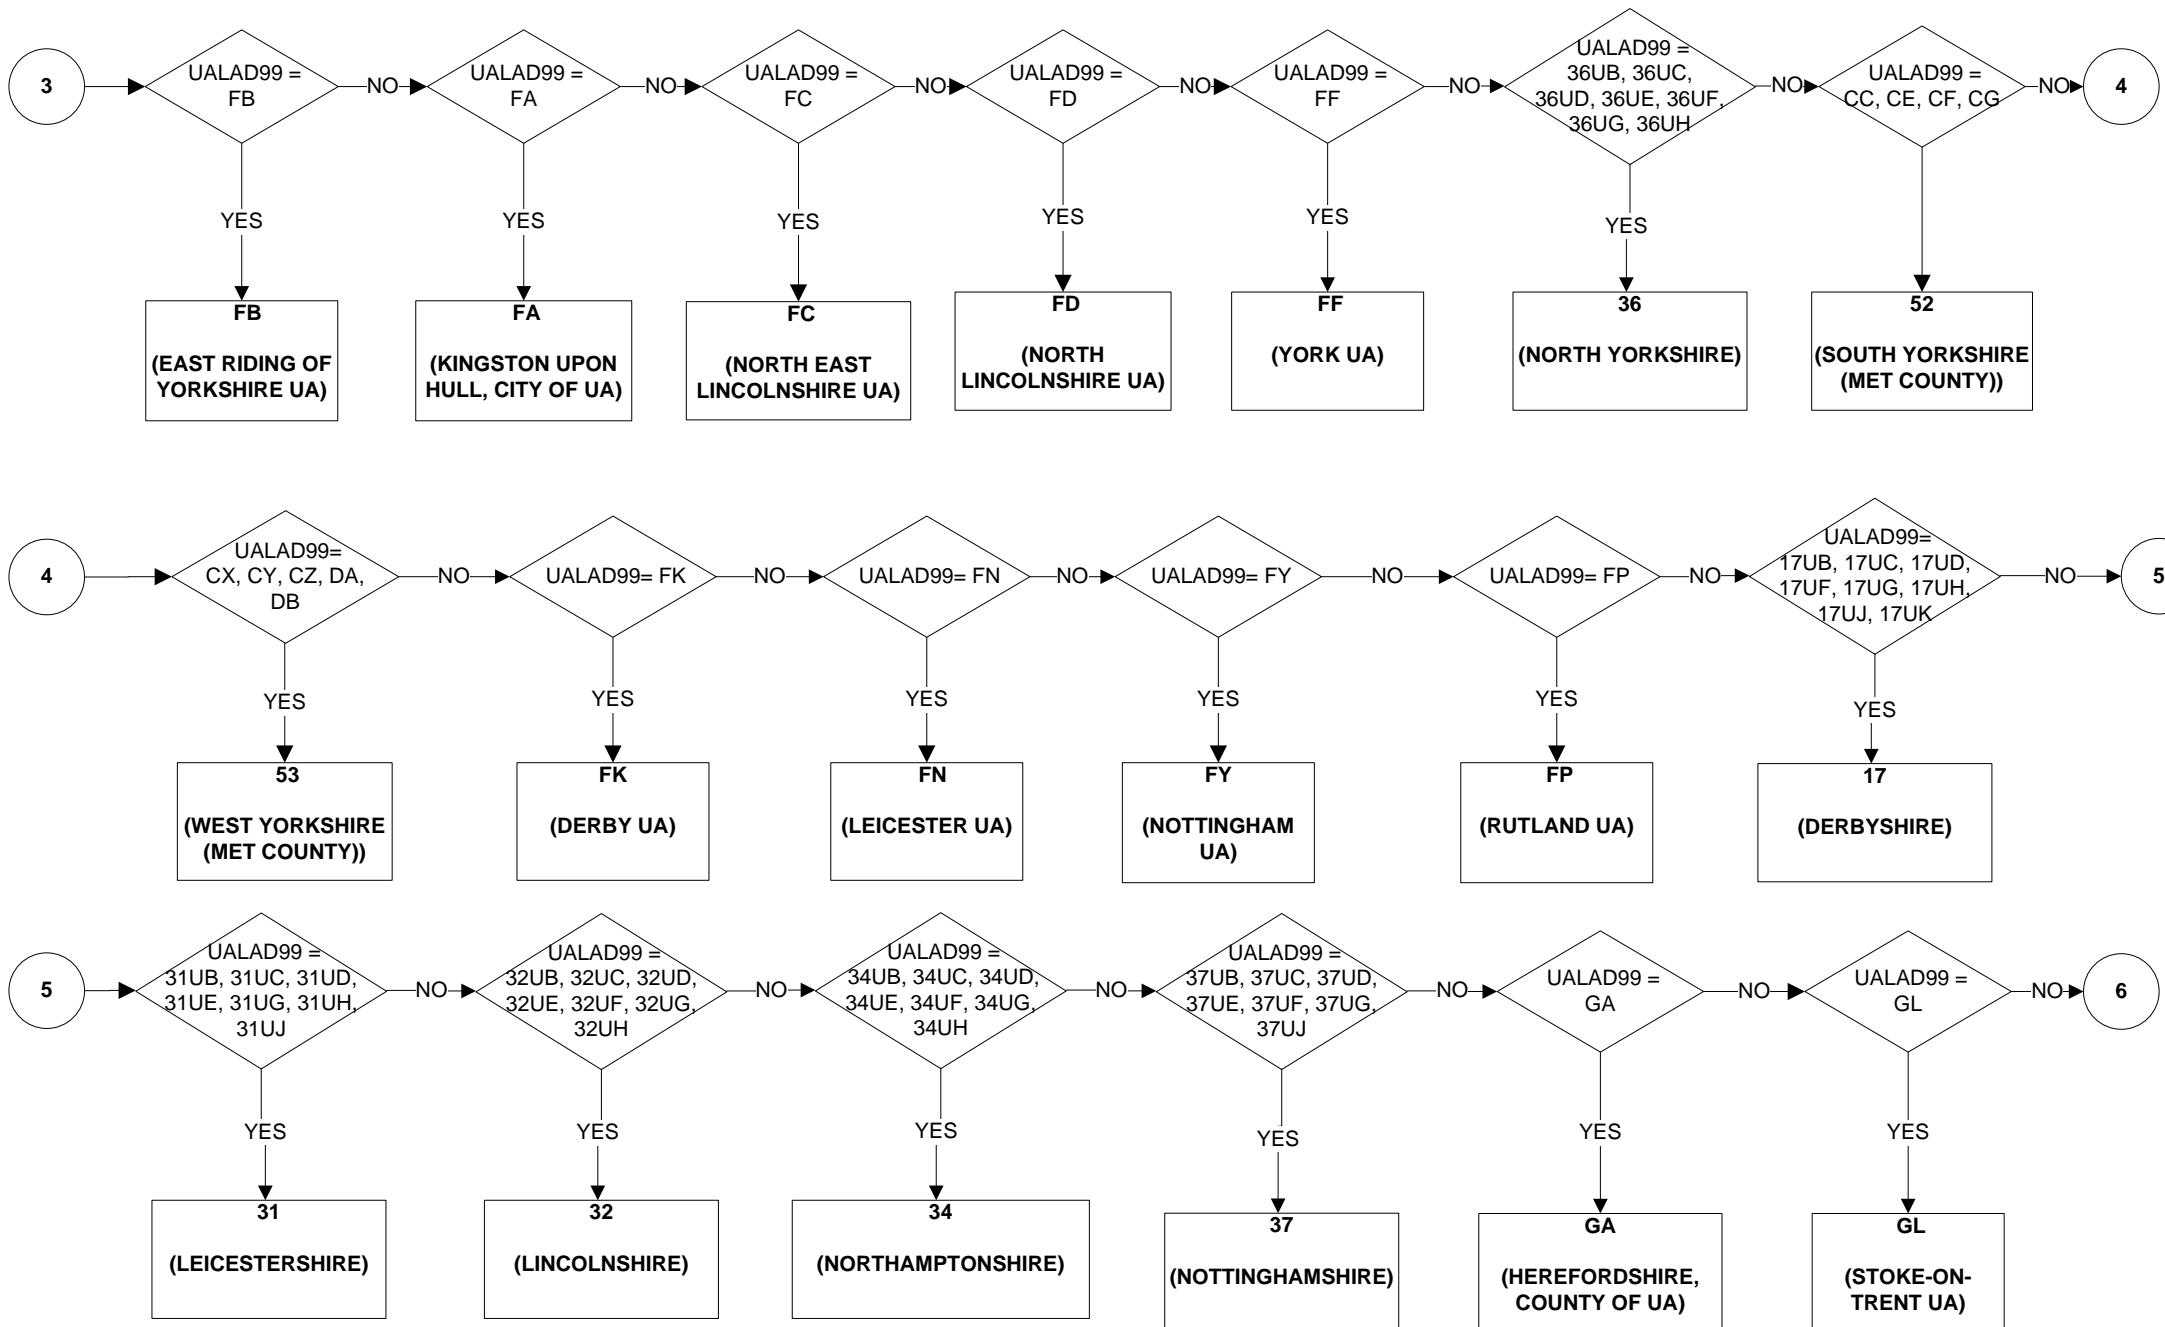 3
UALAD99 =
FB
NO
UALAD99 =
FA
NO
UALAD99 =
FC
NO
UALAD99 =
FD
NO
UALAD99 =
FF
NO
UALAD99 =
36UB, 36UC,
36UD, 36UE, 36UF,
36UG, 36UH
NO
UALAD99 =
CC, CE, CF, CG
NO
4
YES
YES
YES
YES
YES
YES
FB
(EAST RIDING OF
YORKSHIRE UA)
FA
(KINGSTON UPON
HULL, CITY OF UA)
FC
(NORTH EAST
LINCOLNSHIRE UA)
FD
(NORTH
LINCOLNSHIRE UA)
FF
(YORK UA)
36
(NORTH YORKSHIRE)
52
(SOUTH YORKSHIRE
(MET COUNTY))
4
UALAD99=
CX, CY, CZ, DA,
DB
NO
UALAD99= FK
NO
UALAD99= FN
NO
UALAD99= FY
NO
UALAD99= FP
NO
UALAD99=
17UB, 17UC, 17UD,
17UF, 17UG, 17UH,
17UJ, 17UK
NO
5
YES
YES
YES
YES
YES
YES
53
(WEST YORKSHIRE
(MET COUNTY))
FK
(DERBY UA)
FN
(LEICESTER UA)
FY
(NOTTINGHAM
UA)
FP
(RUTLAND UA)
17
(DERBYSHIRE)
5
UALAD99 =
31UB, 31UC, 31UD,
31UE, 31UG, 31UH,
31UJ
NO
UALAD99 =
32UB, 32UC, 32UD,
32UE, 32UF, 32UG,
32UH
NO
UALAD99 =
34UB, 34UC, 34UD,
34UE, 34UF, 34UG,
34UH
NO
UALAD99 =
37UB, 37UC, 37UD,
37UE, 37UF, 37UG,
37UJ
NO
UALAD99 =
GA
NO
UALAD99 =
GL
NO
6
YES
YES
YES
YES
YES
YES
31
(LEICESTERSHIRE)
32
(LINCOLNSHIRE)
34
(NORTHAMPTONSHIRE)
37
(NOTTINGHAMSHIRE)
GA
(HEREFORDSHIRE,
COUNTY OF UA)
GL
(STOKE-ON-
TRENT UA)